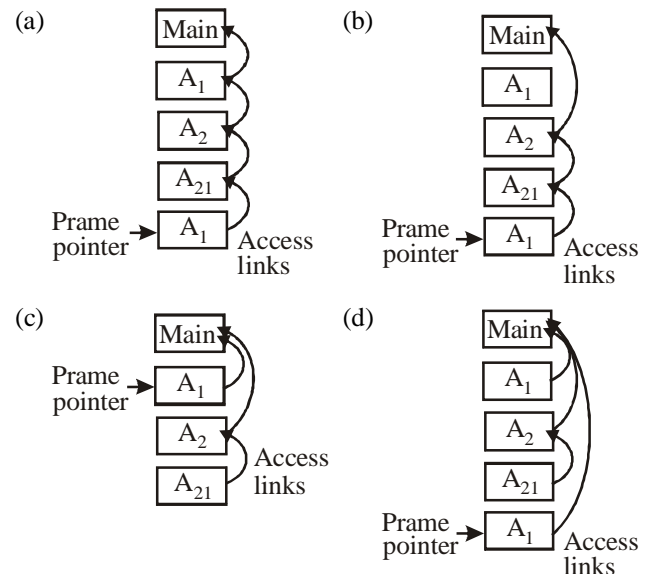 (a)
Main
A₁
A₂
A₂₁
Prame
pointer
A₁
Access
links
(b)
Main
A₁
A₂
A₂₁
Prame
pointer
A₁
Access
links
(c)
Main
Prame
pointer
A₁
A₂
A₂₁
Access
links
(d)
Main
A₁
A₂
A₂₁
Prame
pointer
A₁
Access
links